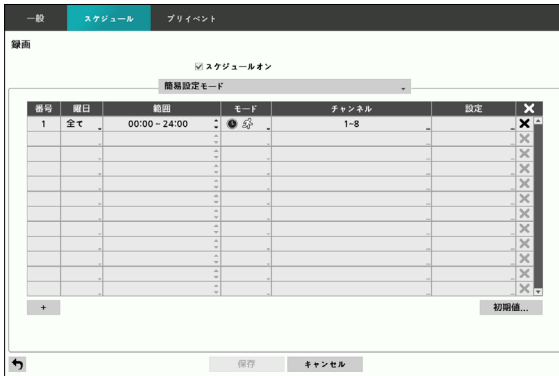 一般 スケジュール プリイベント
録画
スケジュールオン
簡易設定モード
番号 曜日 範囲 モード チャンネル 設定
1 全て 00:00 ~ 24:00 1~8
+ 初期値...
保存 キャンセル